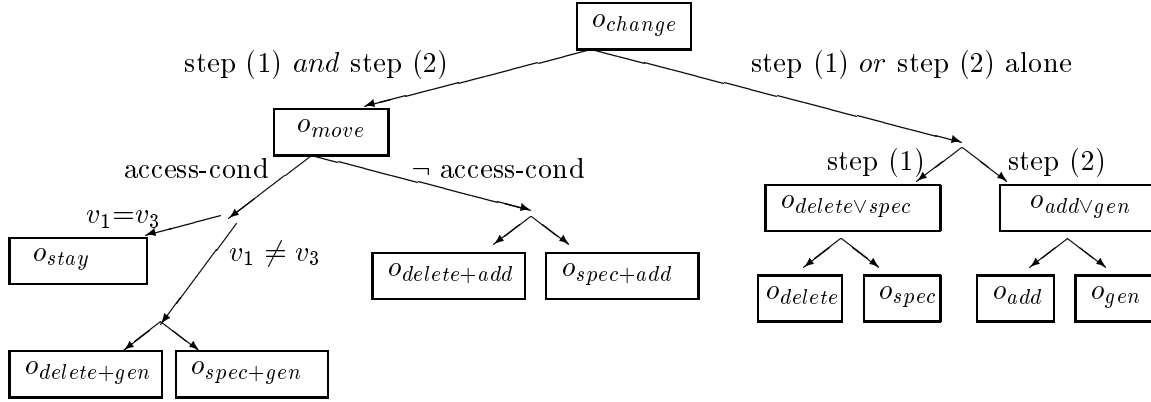 o_change
step (1) and step (2)
step (1) or step (2) alone
o_move
access-cond
¬ access-cond
step (1)
step (2)
v_1=v_3
o_delete∨spec
o_add∨gen
o_stay
v_1 ≠ v_3
o_delete+add
o_spec+add
o_delete
o_spec
o_add
o_gen
o_delete+gen
o_spec+gen